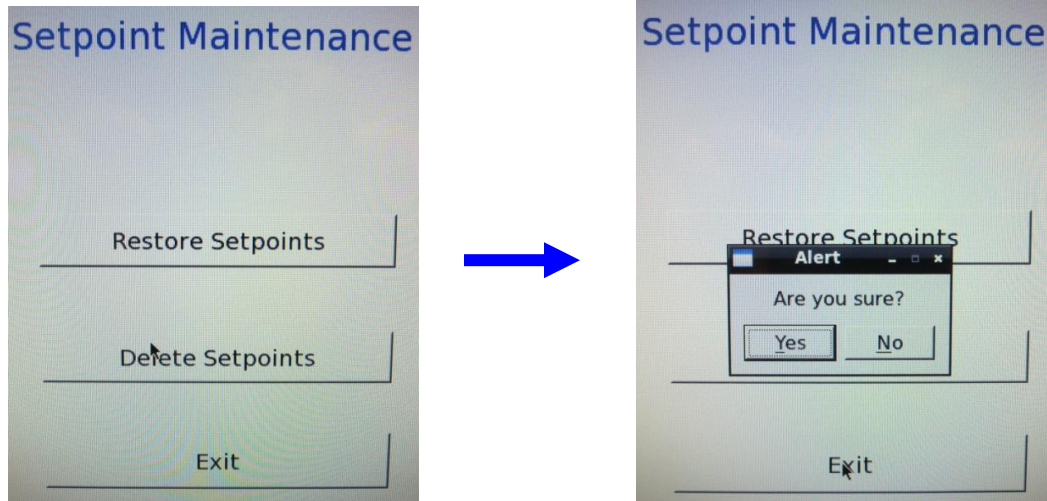 Setpoint Maintenance
Restore Setpoints
Delete Setpoints
Exit
Setpoint Maintenance
Restore Setpoints
Alert
Are you sure?
Yes No
Exit